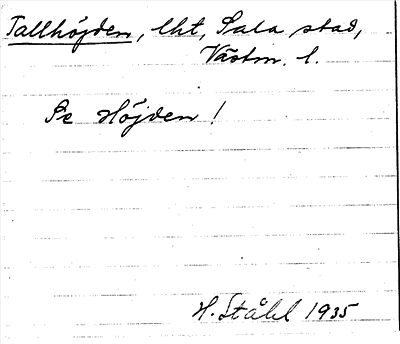 Tallhöjden, lht, Sala stad,
Västm. l.
Se Höjden!
H. Ståhl 1935